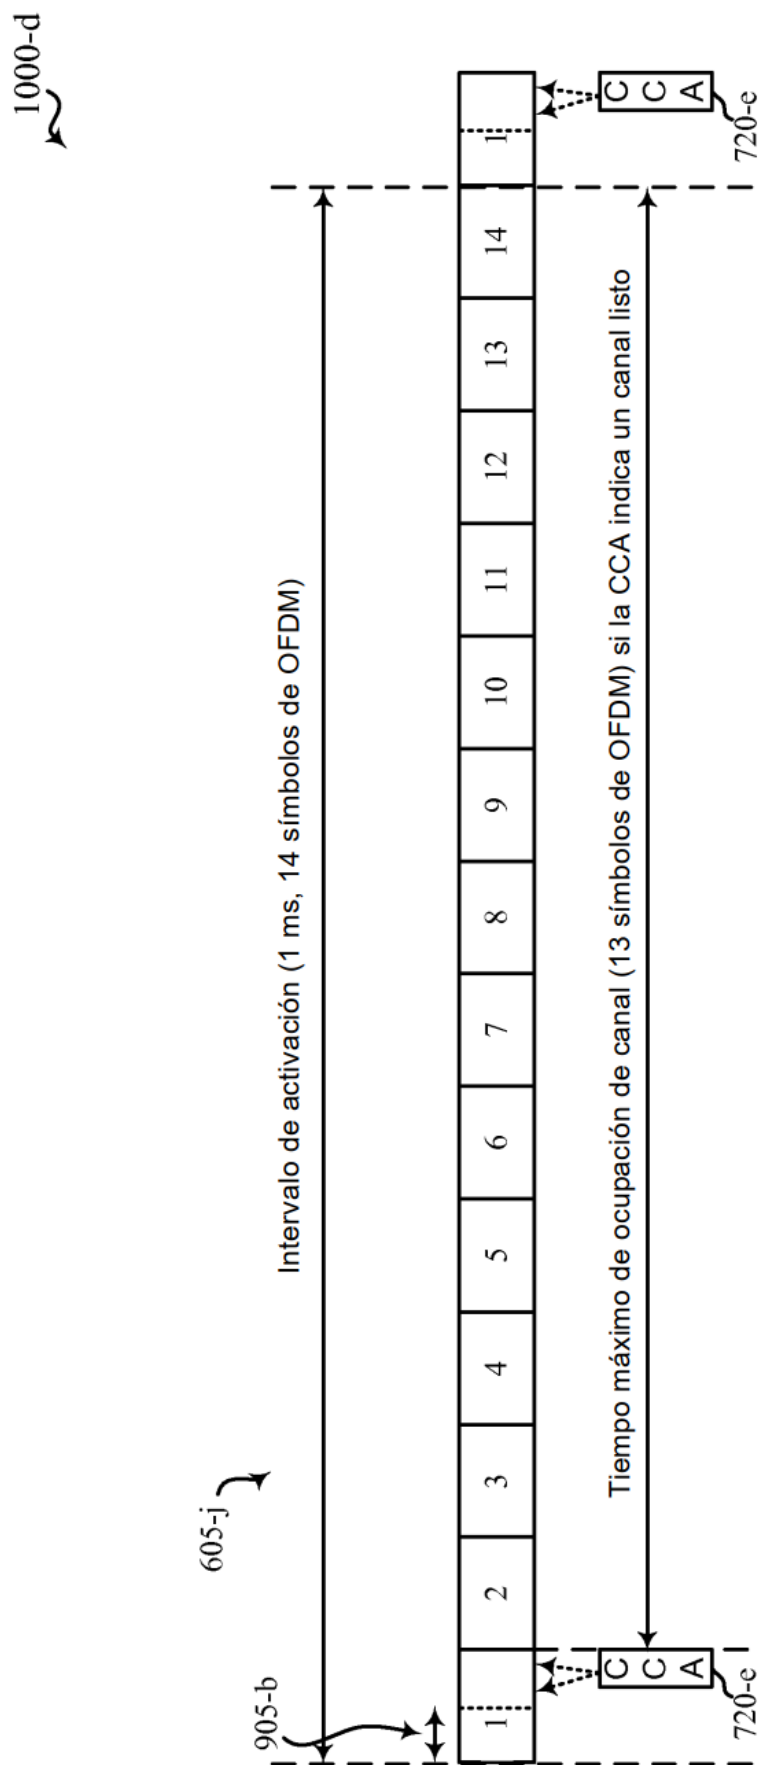 1000-d
605-j
Intervalo de activación (1 ms, 14 símbolos de OFDM)
905-b
1
2
3
4
5
6
7
8
9
10
11
12
13
14
1
Tiempo máximo de ocupación de canal (13 símbolos de OFDM) si la CCA indica un canal listo
CCA
CCA
720-e
720-e